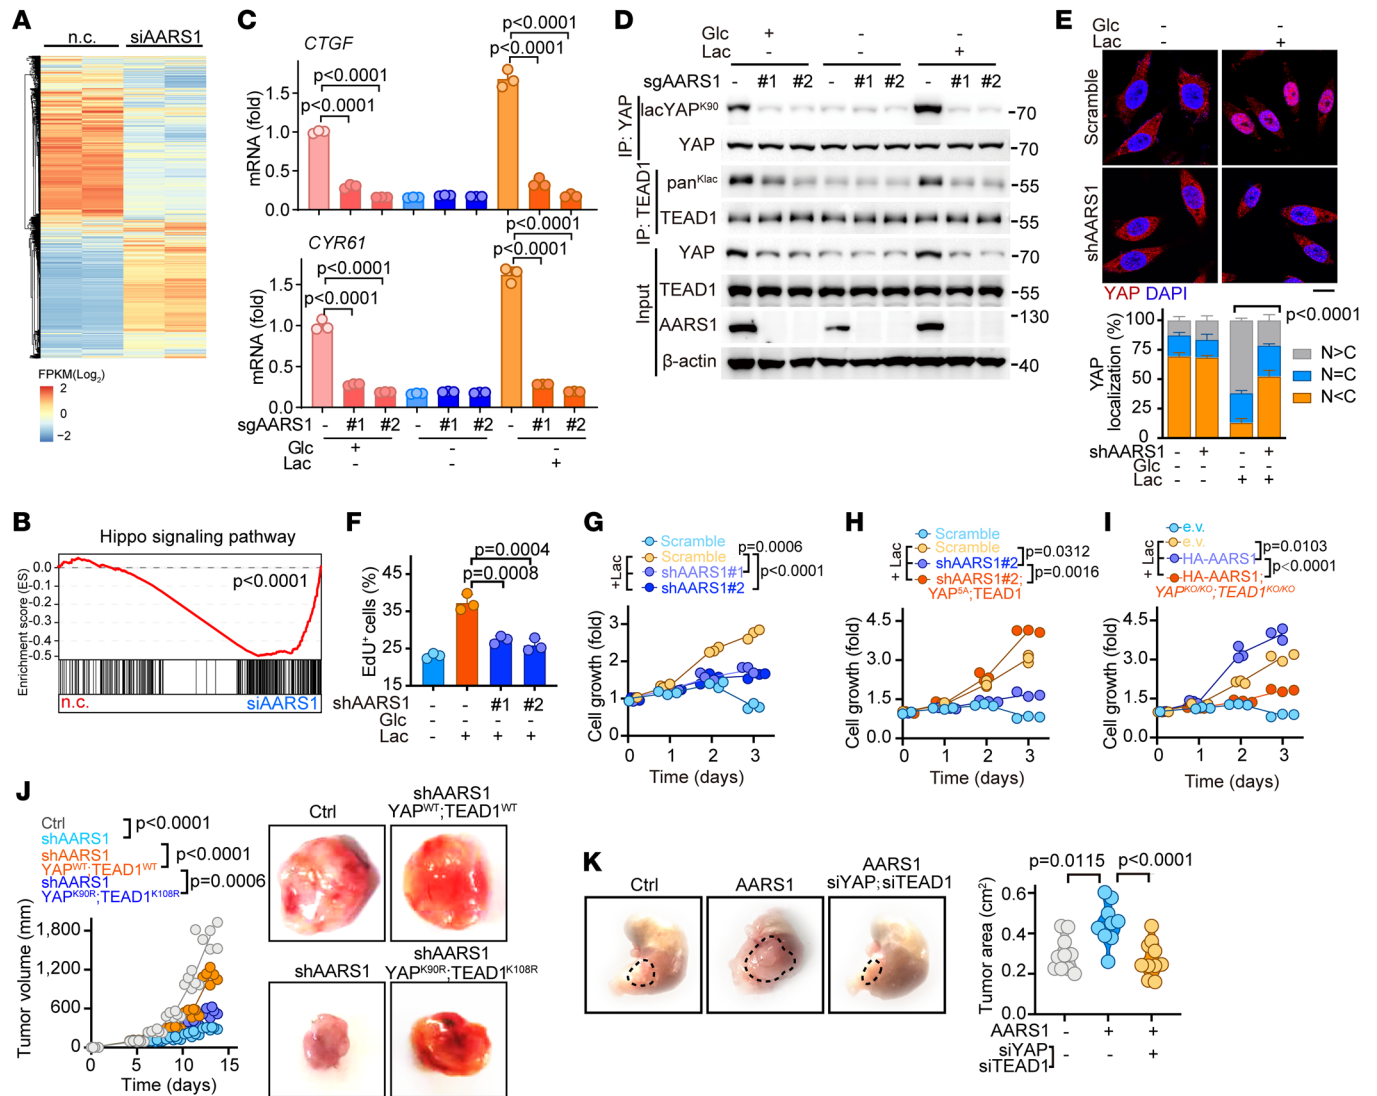 A
n.c. siAARS1
FPKM(Log2)
2
0
−2
B
Hippo signaling pathway
Enrichment score (ES)
0.0
-0.1
-0.2
-0.3
-0.4
-0.5
p<0.0001
n.c. siAARS1
C
CTGF
mRNA (fold)
1.5
1.0
0.5
0.0
p<0.0001
p<0.0001
p<0.0001
p<0.0001
CYR61
mRNA (fold)
1.5
1.0
0.5
0.0
p<0.0001
p<0.0001
p<0.0001
p<0.0001
sgAARS1 - #1 #2 - #1 #2 - #1 #2
Glc + - -
Lac - - +
D
Glc + - -
Lac - - +
sgAARS1 - #1 #2 - #1 #2 - #1 #2
IP: YAP
lacYAPK90 -70
YAP -70
IP: TEAD1
panKlac -55
TEAD1 -55
Input
YAP -70
TEAD1 -55
AARS1 -130
β-actin -40
E
Glc - -
Lac - +
Scramble
shAARS1
YAP DAPI
YAP localization (%)
100
75
50
25
0
p<0.0001
N>C
N=C
N<C
shAARS1 - + - +
Glc - - - -
Lac - - + +
F
EdU+ cells (%)
45
35
25
15
p=0.0004
p=0.0008
shAARS1 - - #1 #2
Glc - - - -
Lac - + + +
G
Scramble
Scramble
shAARS1#1
shAARS1#2
+Lac
p=0.0006
p<0.0001
Cell growth (fold)
3
2
1
0
0 1 2 3
Time (days)
H
Scramble
Scramble
shAARS1#2
shAARS1#2;
YAP5A;TEAD1
+ Lac
p=0.0312
p=0.0016
Cell growth (fold)
4.5
3.0
1.5
0.0
0 1 2 3
Time (days)
I
e.v.
e.v.
HA-AARS1
HA-AARS1;
YAPKO/KO;TEAD1KO/KO
+ Lac
p=0.0103
p<0.0001
Cell growth (fold)
4.5
3.0
1.5
0.0
0 1 2 3
Time (days)
J
Ctrl
shAARS1
shAARS1
YAPWT;TEAD1WT
shAARS1
YAPK90R;TEAD1K108R
p<0.0001
p<0.0001
p=0.0006
Tumor volume (mm)
1,800
1,200
600
0
0 5 10 15
Time (days)
Ctrl
shAARS1
YAPWT;TEAD1WT
shAARS1
shAARS1
YAPK90R;TEAD1K108R
K
Ctrl
AARS1
AARS1
siYAP;siTEAD1
p=0.0115 p<0.0001
Tumor area (cm2)
0.6
0.4
0.2
0.0
AARS1 - + +
siYAP
siTEAD1 - - +